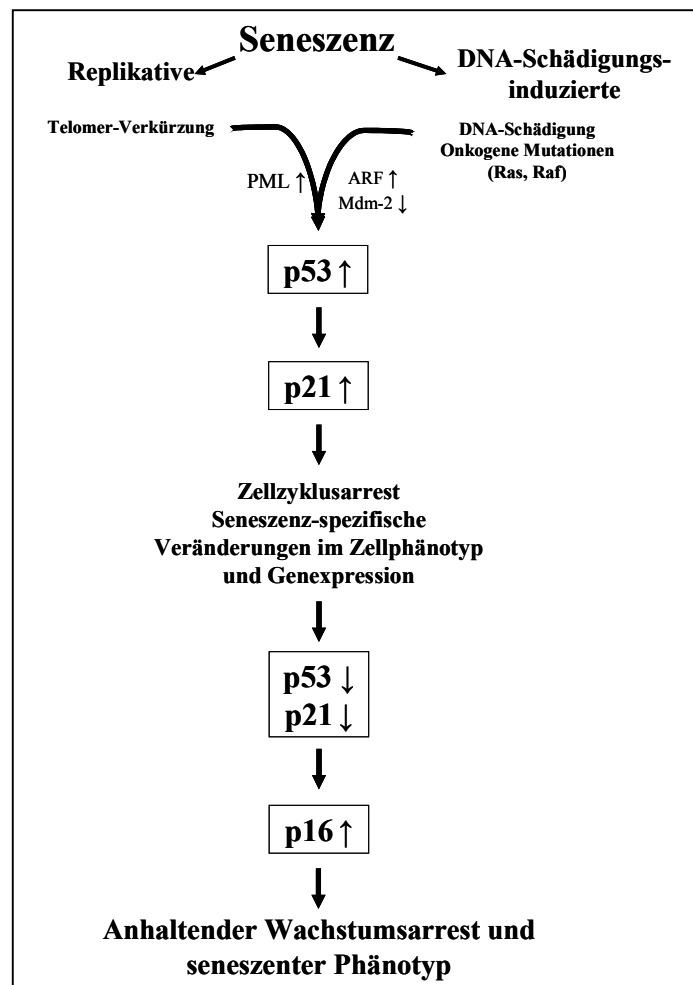 Seneszenz
Replikative
DNA-Schädigungs-
induzierte
Telomer-Verkürzung
DNA-Schädigung
Onkogene Mutationen
(Ras, Raf)
PML ↑
ARF ↑
Mdm-2 ↓
p53 ↑
p21 ↑
Zellzyklusarrest
Seneszenz-spezifische
Veränderungen im Zellphänotyp
und Genexpression
p53 ↓
p21 ↓
p16 ↑
Anhaltender Wachstumsarrest und
seneszenter Phänotyp